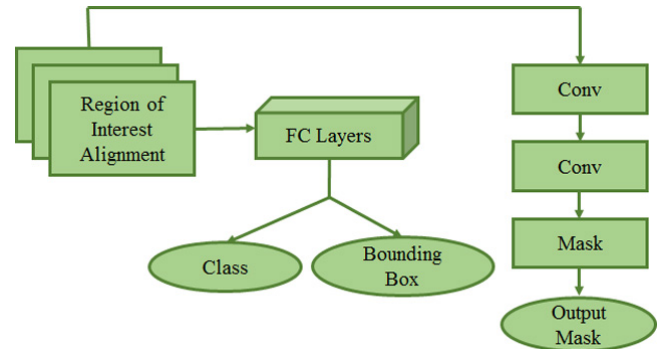 Region of
Interest
Alignment
FC Layers
Class
Bounding
Box
Conv
Conv
Mask
Output
Mask